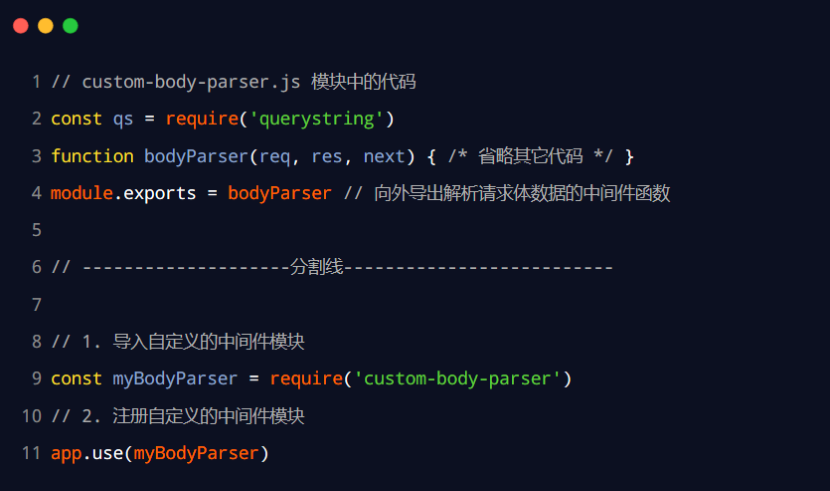 1 // custom-body-parser.js 模块中的代码
2 const qs = require('querystring')
3 function bodyParser(req, res, next) { /* 省略其它代码 */ }
4 module.exports = bodyParser // 向外导出解析请求体数据的中间件函数
5
6 // --------------------分割线--------------------------
7
8 // 1. 导入自定义的中间件模块
9 const myBodyParser = require('custom-body-parser')
10 // 2. 注册自定义的中间件模块
11 app.use(myBodyParser)